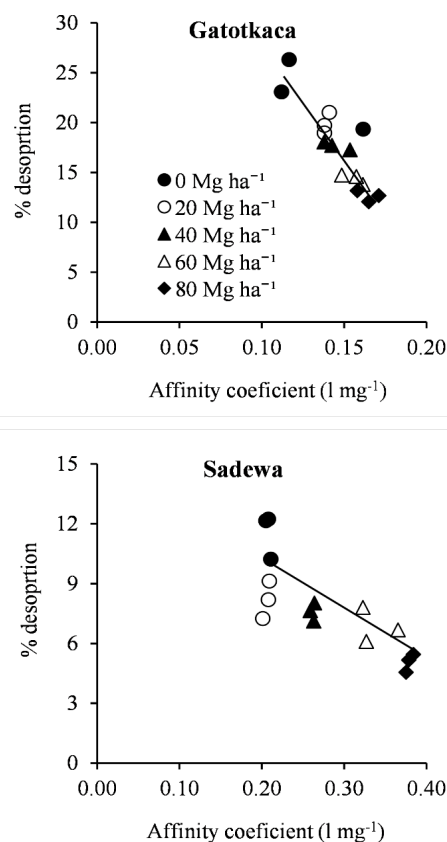 Gatotkaca
30
25
20
15
10
5
0
% desoprtion
0 Mg ha⁻¹
20 Mg ha⁻¹
40 Mg ha⁻¹
60 Mg ha⁻¹
80 Mg ha⁻¹
0.00 0.05 0.10 0.15 0.20
Affinity coeficient (l mg⁻¹)
Sadewa
15
12
9
6
3
0
% desoprtion
0.00 0.10 0.20 0.30 0.40
Affinity coeficient (l mg⁻¹)